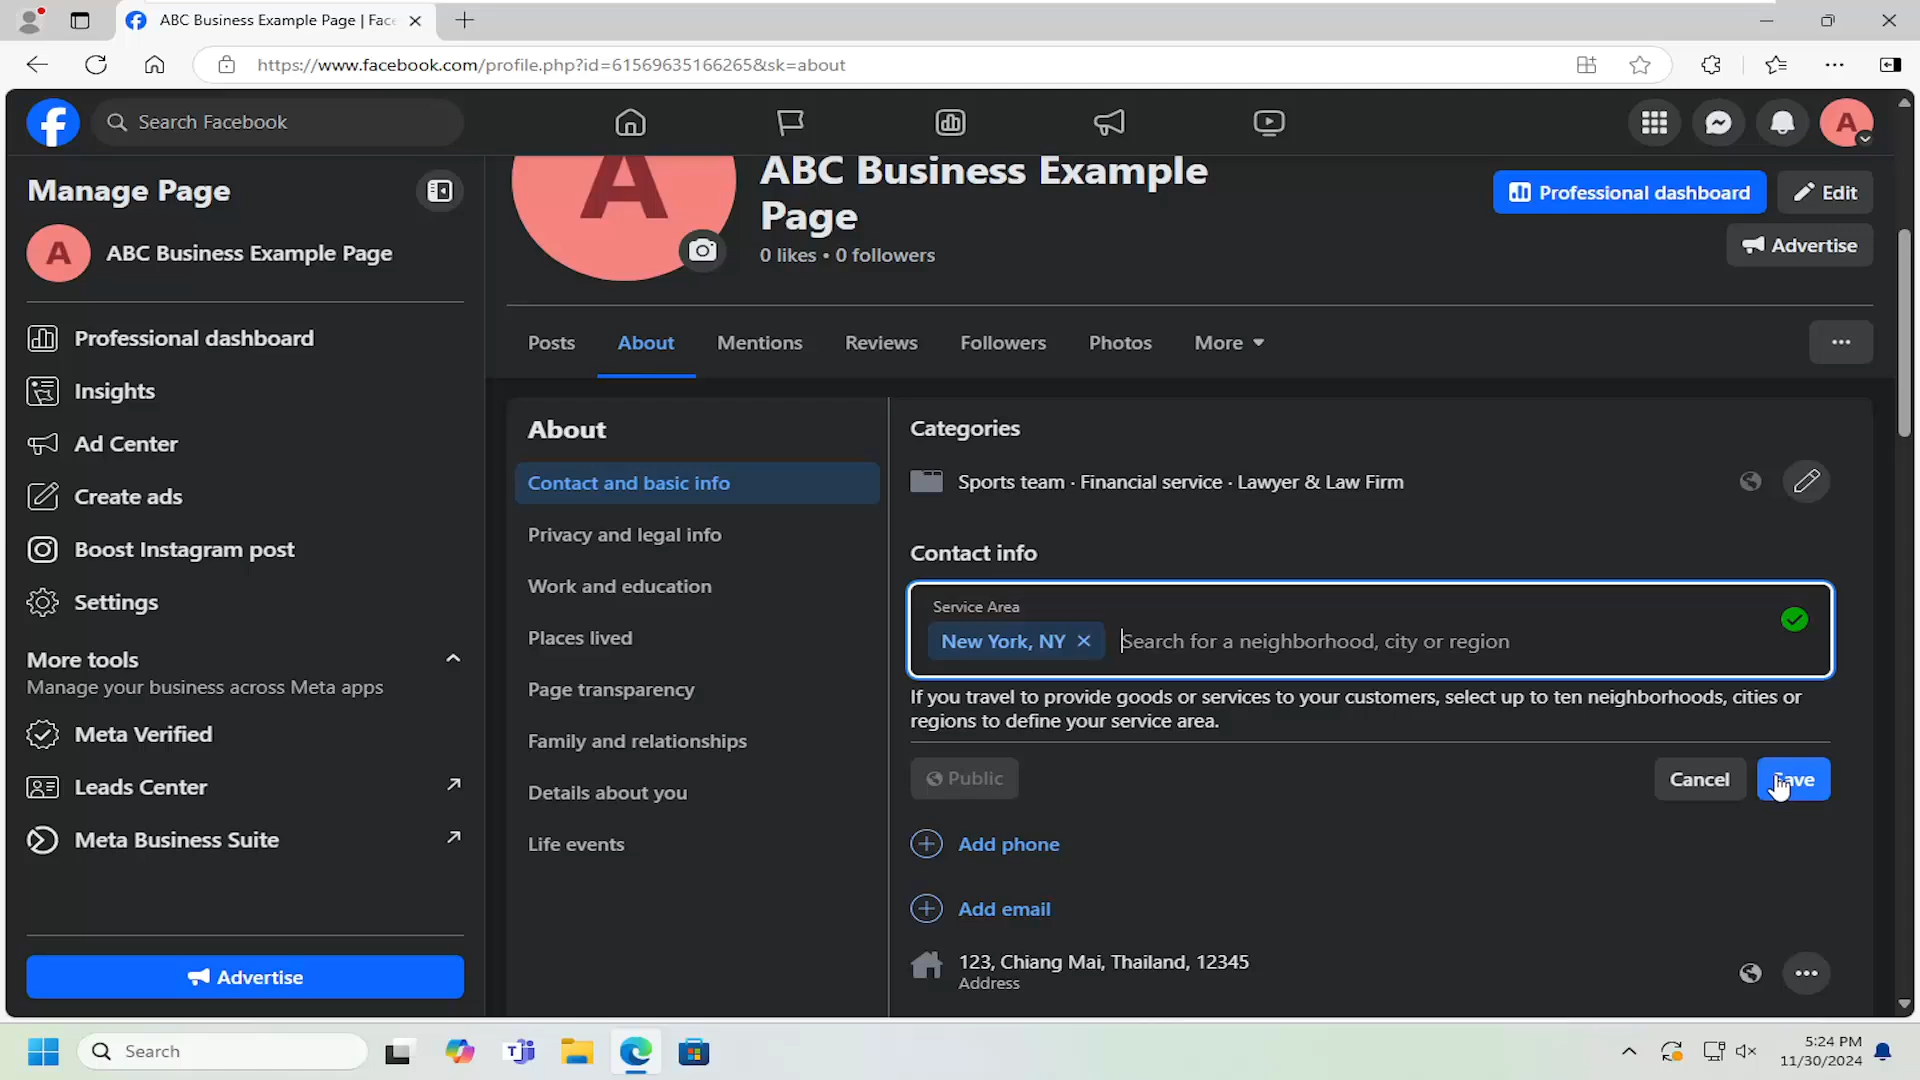 ABC Business Example Page | Face
https://www.facebook.com/profile.php?id=61569635166265&sk=about
Search Facebook
A
Manage Page
A
ABC Business Example Page
Professional dashboard
Insights
Ad Center
Create ads
Boost Instagram post
Settings
More tools
Manage your business across Meta apps
Meta Verified
Leads Center
Meta Business Suite
Advertise
A
ABC Business Example
Page
0 likes • 0 followers
Professional dashboard
Edit
Advertise
Posts
About
Mentions
Reviews
Followers
Photos
More
About
Contact and basic info
Privacy and legal info
Work and education
Places lived
Page transparency
Family and relationships
Details about you
Life events
Categories
Sports team · Financial service · Lawyer & Law Firm
Contact info
Service Area
New York, NY
Search for a neighborhood, city or region
If you travel to provide goods or services to your customers, select up to ten neighborhoods, cities or
regions to define your service area.
Public
Cancel
Add phone
Add email
123, Chiang Mai, Thailand, 12345
Address
Search
5:24 PM
11/30/2024